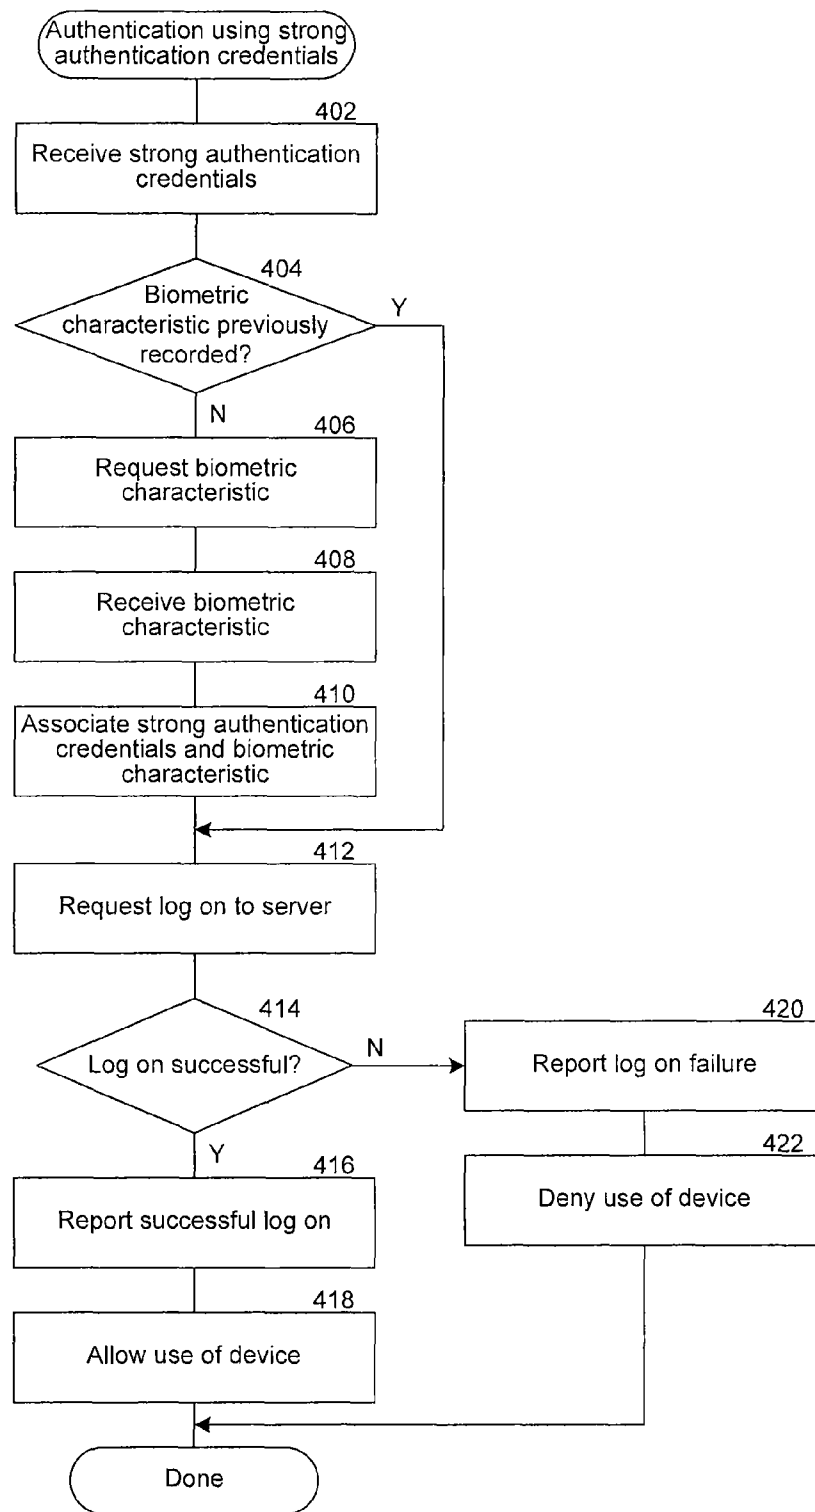 Authentication using strong
authentication credentials
402
Receive strong authentication
credentials
404
Biometric
characteristic previously
recorded?
Y
N
406
Request biometric
characteristic
408
Receive biometric
characteristic
410
Associate strong authentication
credentials and biometric
characteristic
412
Request log on to server
414
Log on successful?
N
420
Report log on failure
Y
422
Deny use of device
416
Report successful log on
418
Allow use of device
Done